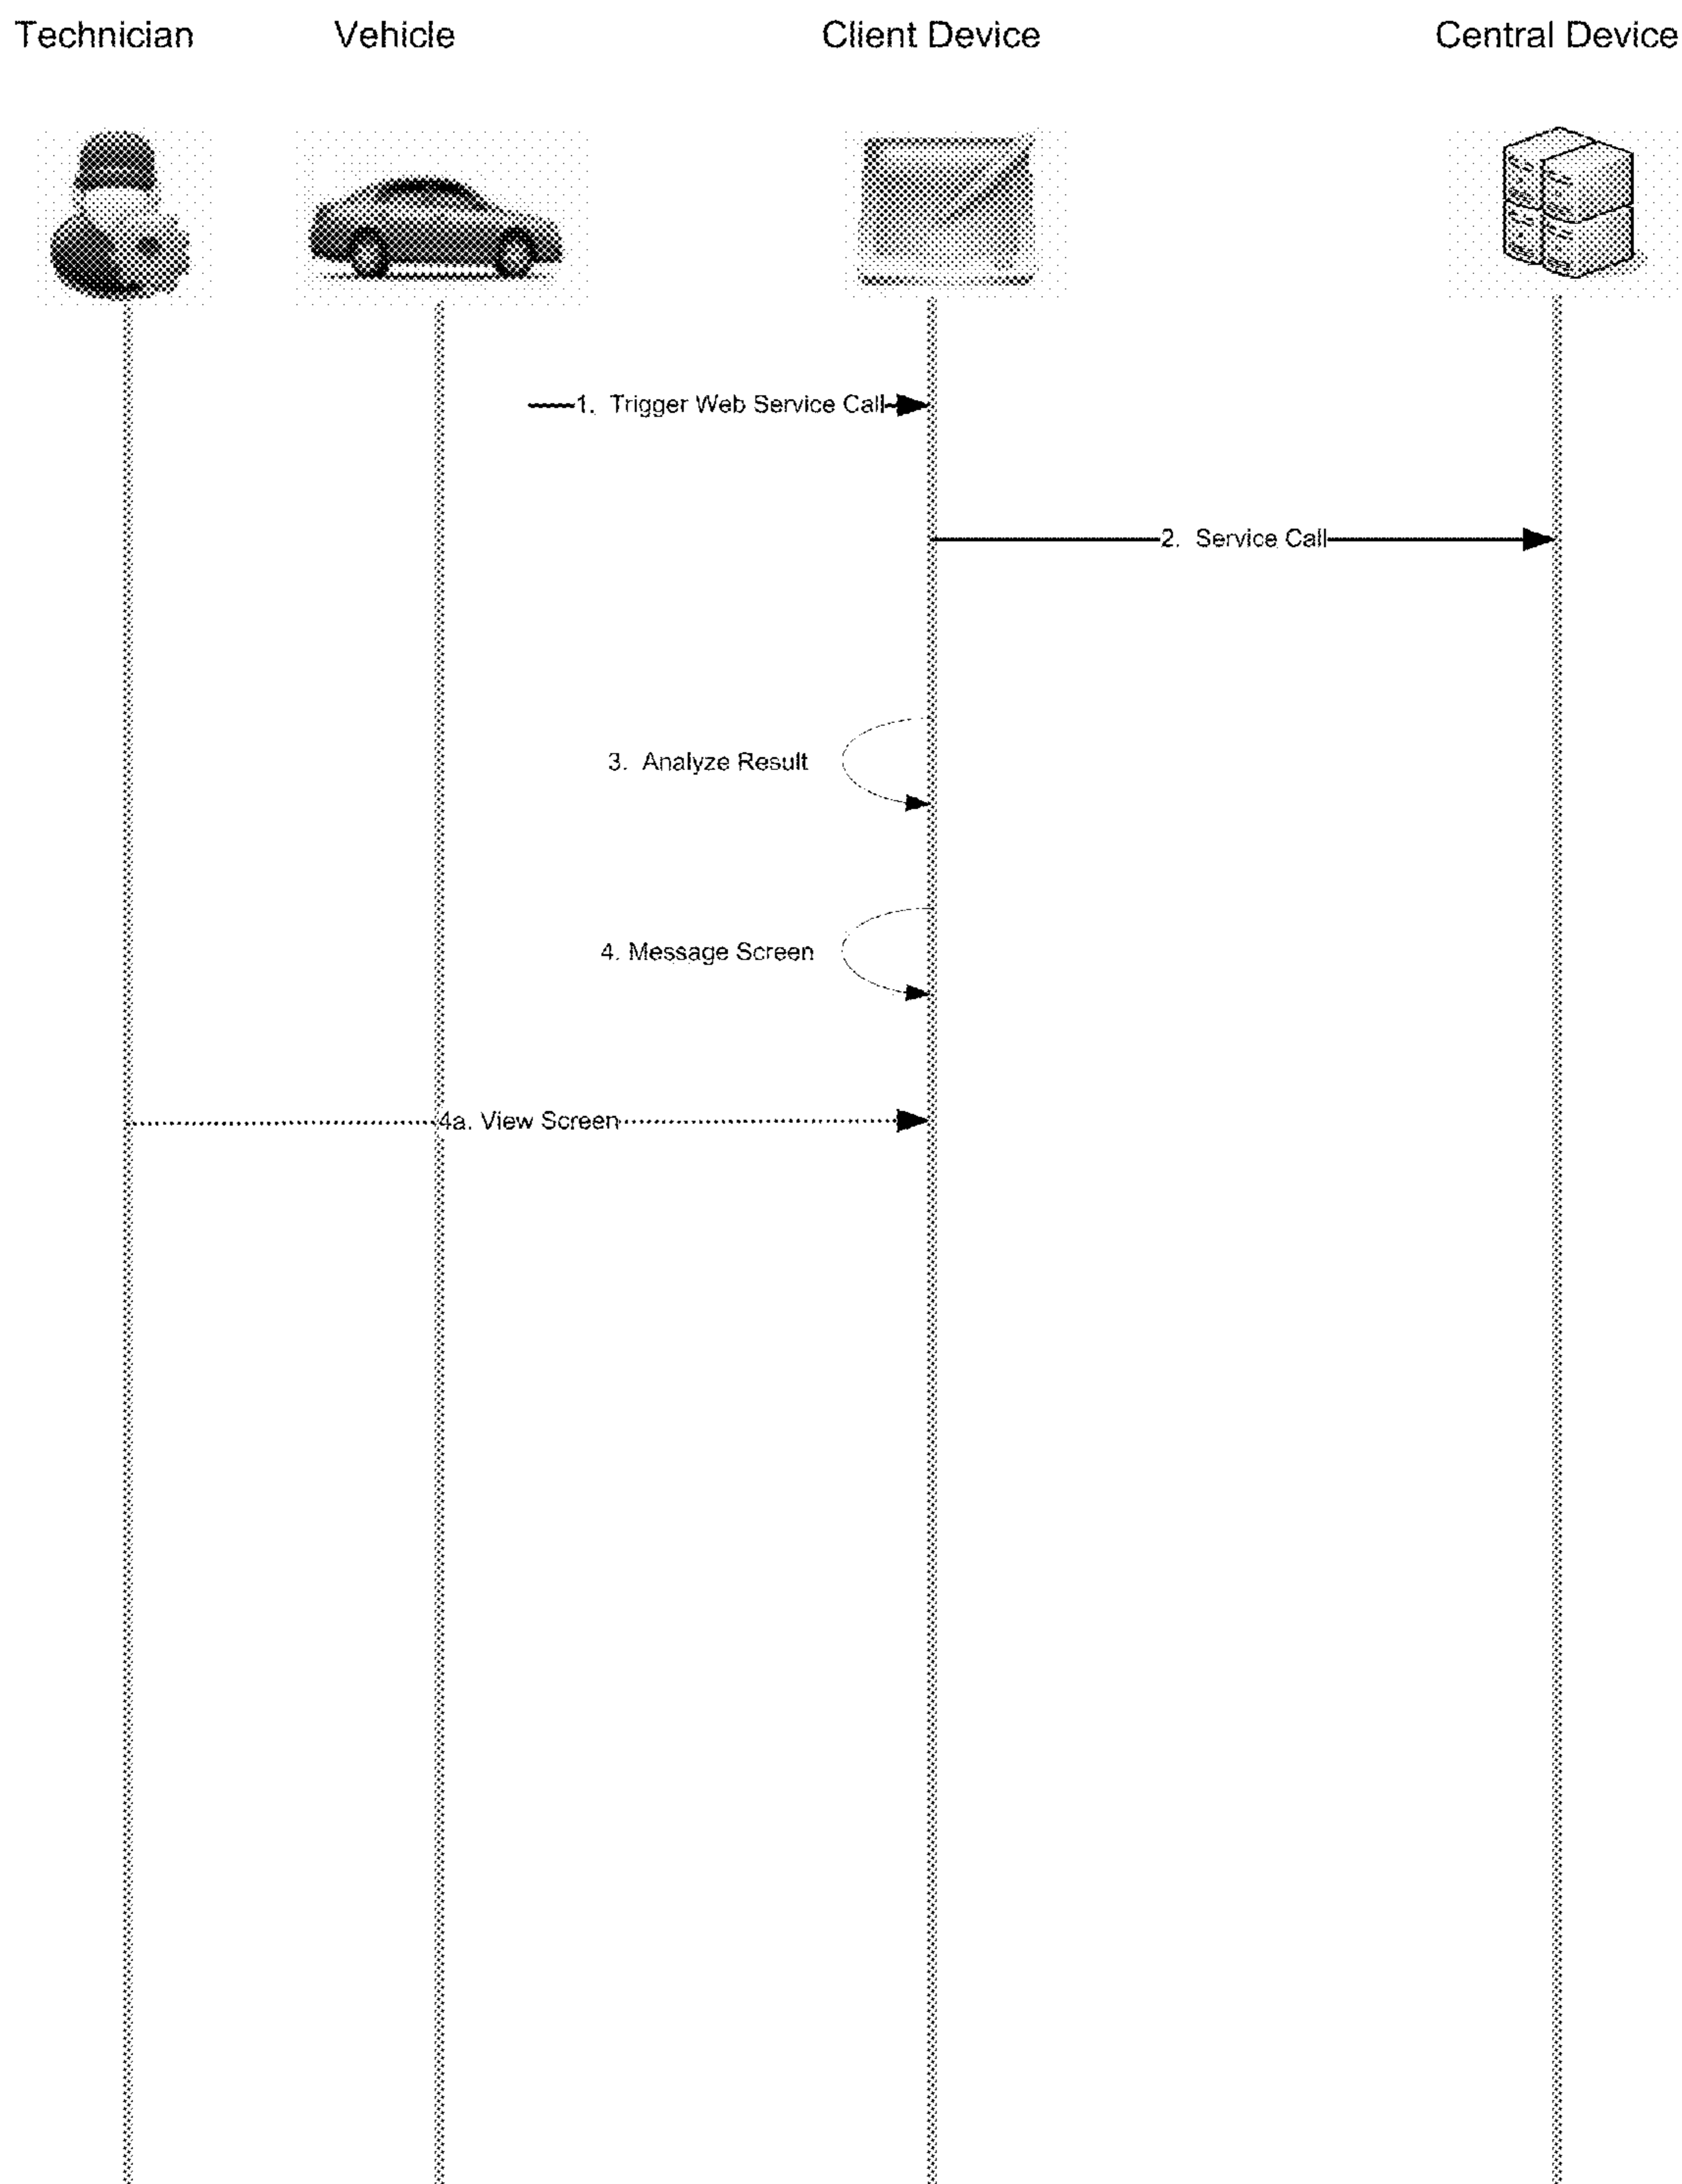 Technician Vehicle Client Device Central Device
1. Trigger Web Service Call
2. Service Call
3. Analyze Result
4. Message Screen
4a. View Screen